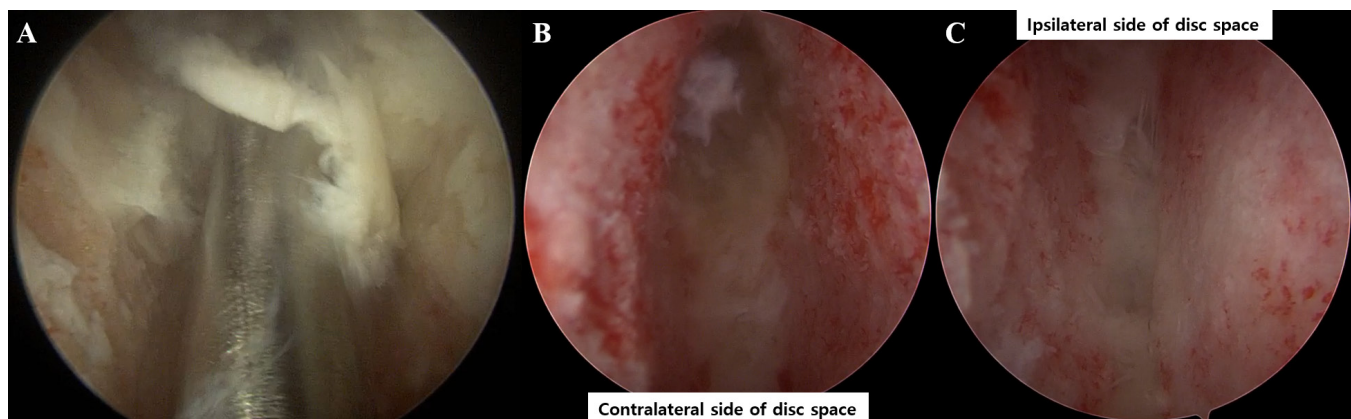 A
B
C
Ipsilateral side of disc space
Contralateral side of disc space